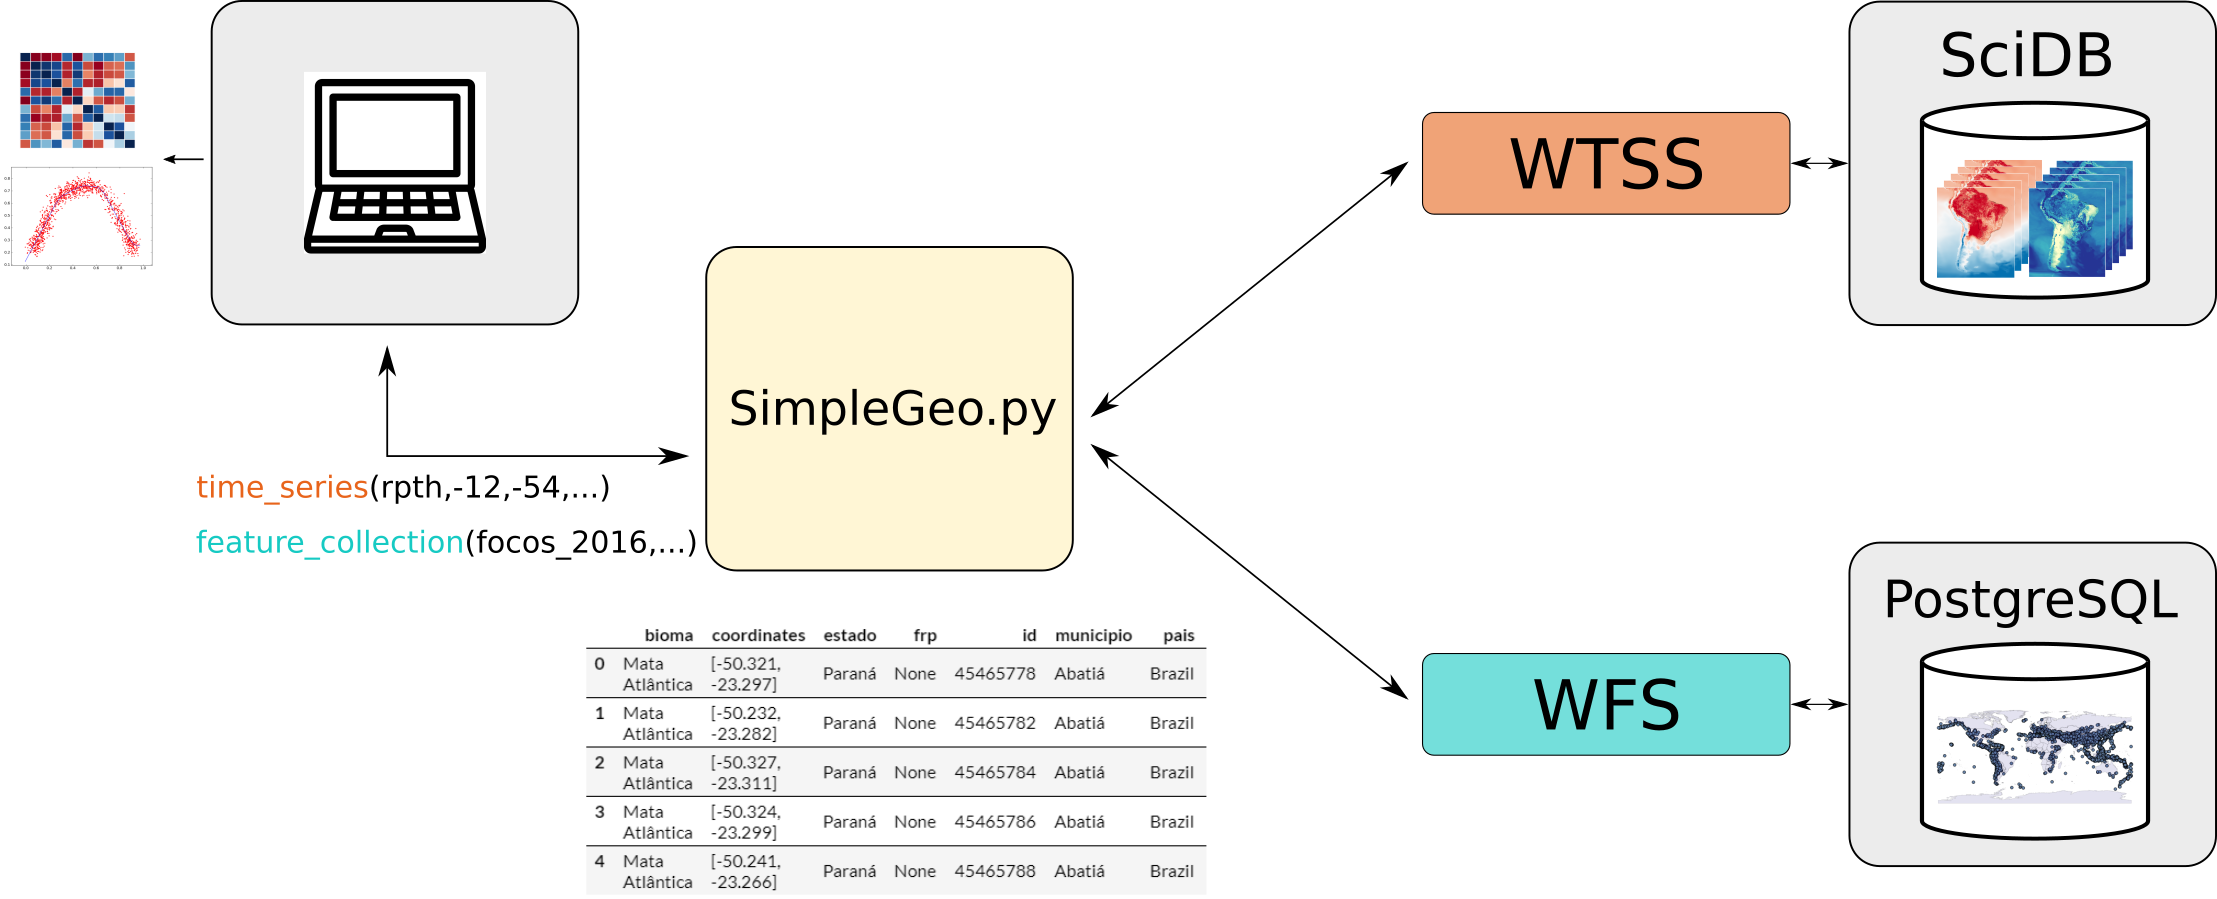 SciDB
WTSS
SimpleGeo.py
time_series(rpth,-12,-54,...)
feature_collection(focos_2016,...)
PostgreSQL
WFS
bioma coordinates estado frp id municipio pais
0 Mata Atlântica [-50.321, -23.297] Paraná None 45465778 Abatiá Brazil
1 Mata Atlântica [-50.232, -23.282] Paraná None 45465782 Abatiá Brazil
2 Mata Atlântica [-50.327, -23.311] Paraná None 45465784 Abatiá Brazil
3 Mata Atlântica [-50.324, -23.299] Paraná None 45465786 Abatiá Brazil
4 Mata Atlântica [-50.241, -23.266] Paraná None 45465788 Abatiá Brazil